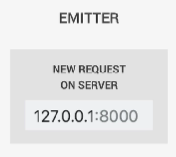 EMITTER
NEW REQUEST
ON SERVER
127.0.0.1:8000